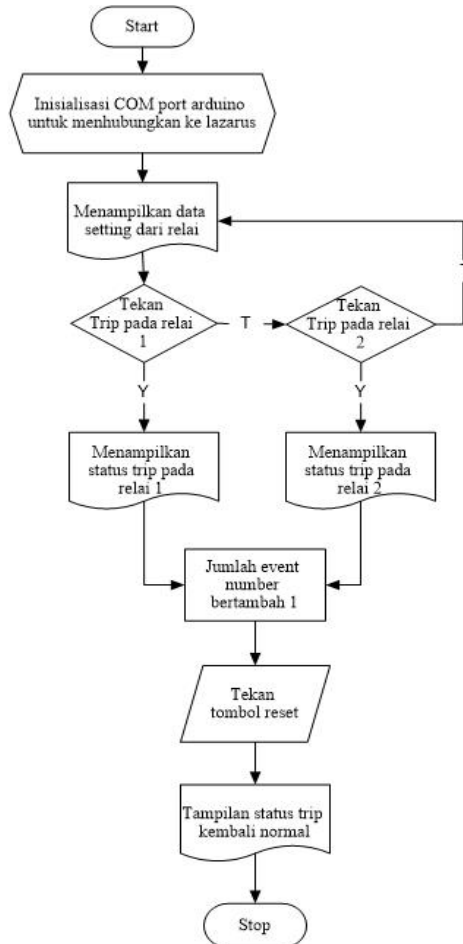 Start
Inisialisasi COM port arduino
untuk menhubungkan ke lazarus
Menampilkan data
setting dari relai
Tekan
Trip pada relai
1
T
Tekan
Trip pada relai
2
Y
Y
Menampilkan
status trip pada
relai 1
Menampilkan
status trip pada
relai 2
Jumlah event
number
bertambah 1
Tekan
tombol reset
Tampilan status trip
kembali normal
Stop